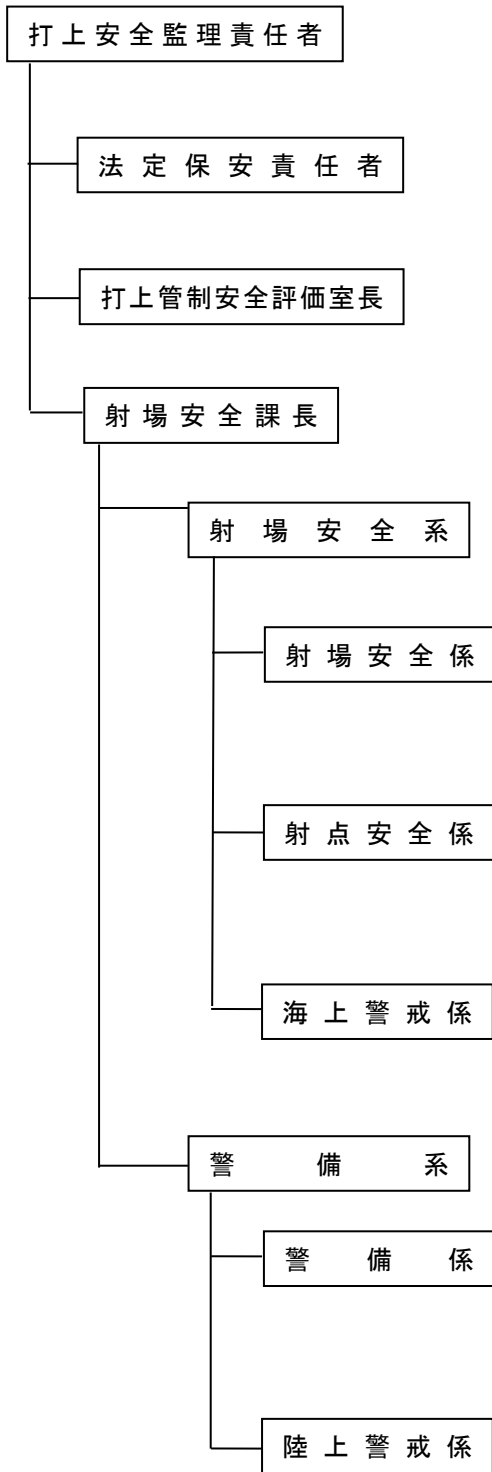 打上安全監理責任者
法定保安責任者
打上管制安全評価室長
射場安全課長
射場安全系
射場安全係
射点安全係
海上警戒係
警備系
警備係
陸上警戒係